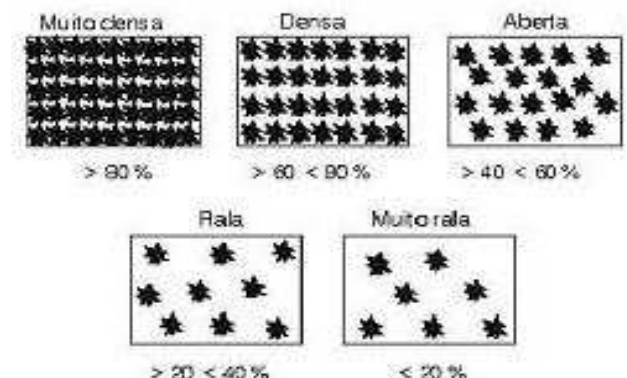 Muito densa
Densa
Aberta
> 80 %
> 60 < 80 %
> 40 < 60 %
Rala
Muito rala
> 20 < 40 %
< 20 %